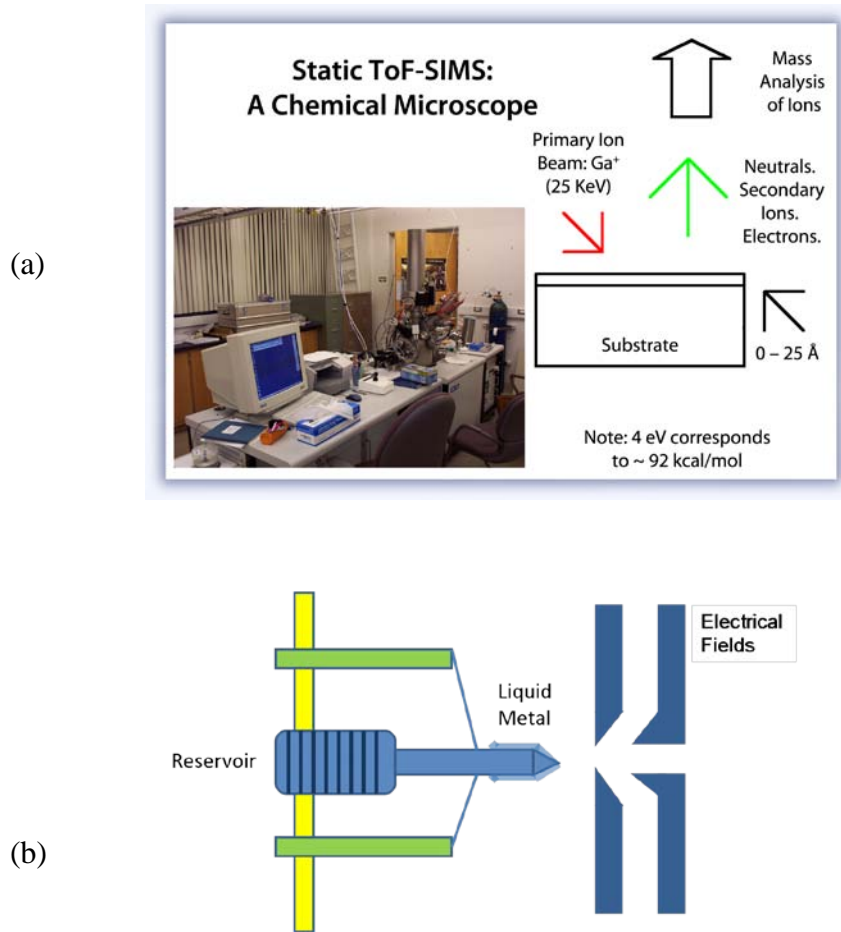 (a)
Static ToF-SIMS:
A Chemical Microscope
Primary Ion
Beam: Ga⁺
(25 KeV)
Mass
Analysis
of Ions
Neutrals.
Secondary
Ions.
Electrons.
Substrate
0 – 25 Å
Note: 4 eV corresponds
to ~ 92 kcal/mol
(b)
Reservoir
Liquid
Metal
Electrical
Fields